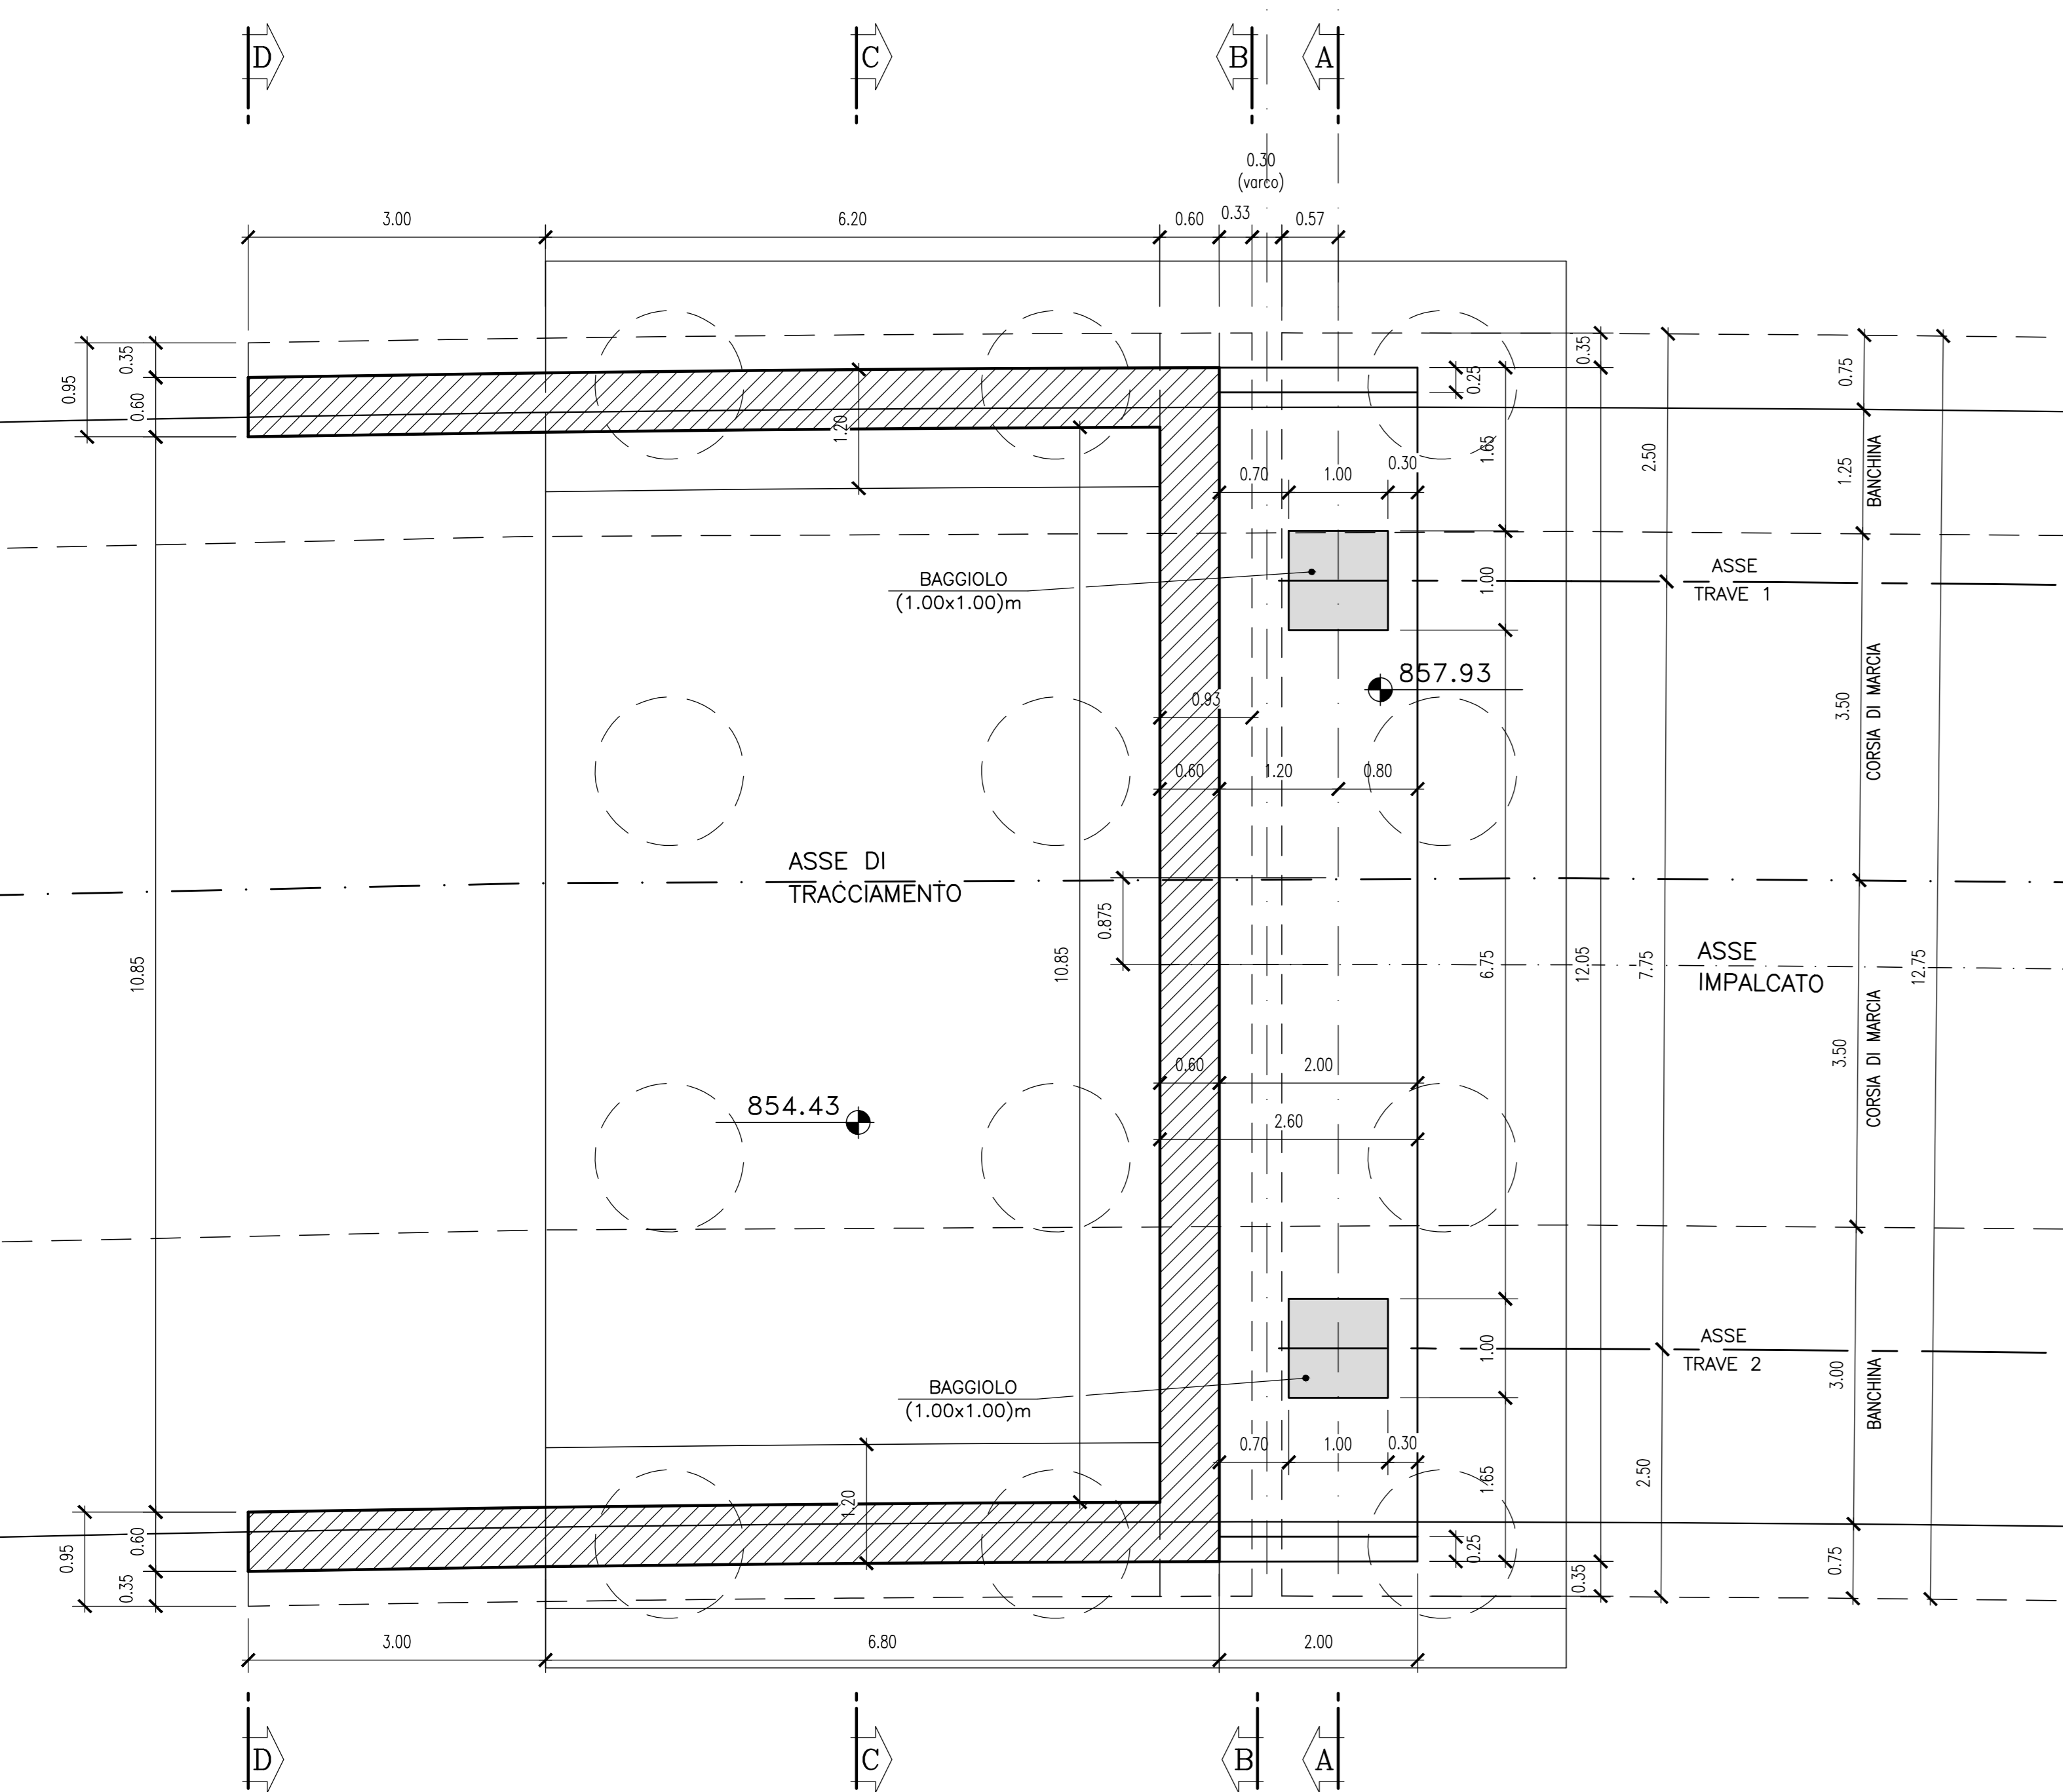 D
C
B
A
0.30
(varco)
3.00
6.20
0.60
0.33
0.57
0.95
0.35
0.60
1.20
0.35
0.25
0.75
1.65
2.50
1.25
BANCHINA
0.70
1.00
0.30
BAGGIOLO
(1.00x1.00)m
1.00
ASSE
TRAVE 1
857.93
0.93
3.50
CORSIA DI MARCIA
0.60
1.20
0.80
ASSE DI
TRACCIAMENTO
0.875
10.85
10.85
6.75
12.05
7.75
12.75
ASSE
IMPALCATO
3.50
CORSIA DI MARCIA
0.60
2.00
854.43
2.60
ASSE
TRAVE 2
1.00
3.00
BANCHINA
BAGGIOLO
(1.00x1.00)m
0.70
1.00
0.30
1.65
2.50
1.20
0.95
0.60
0.35
0.25
0.35
0.75
3.00
6.80
2.00
D
C
B
A